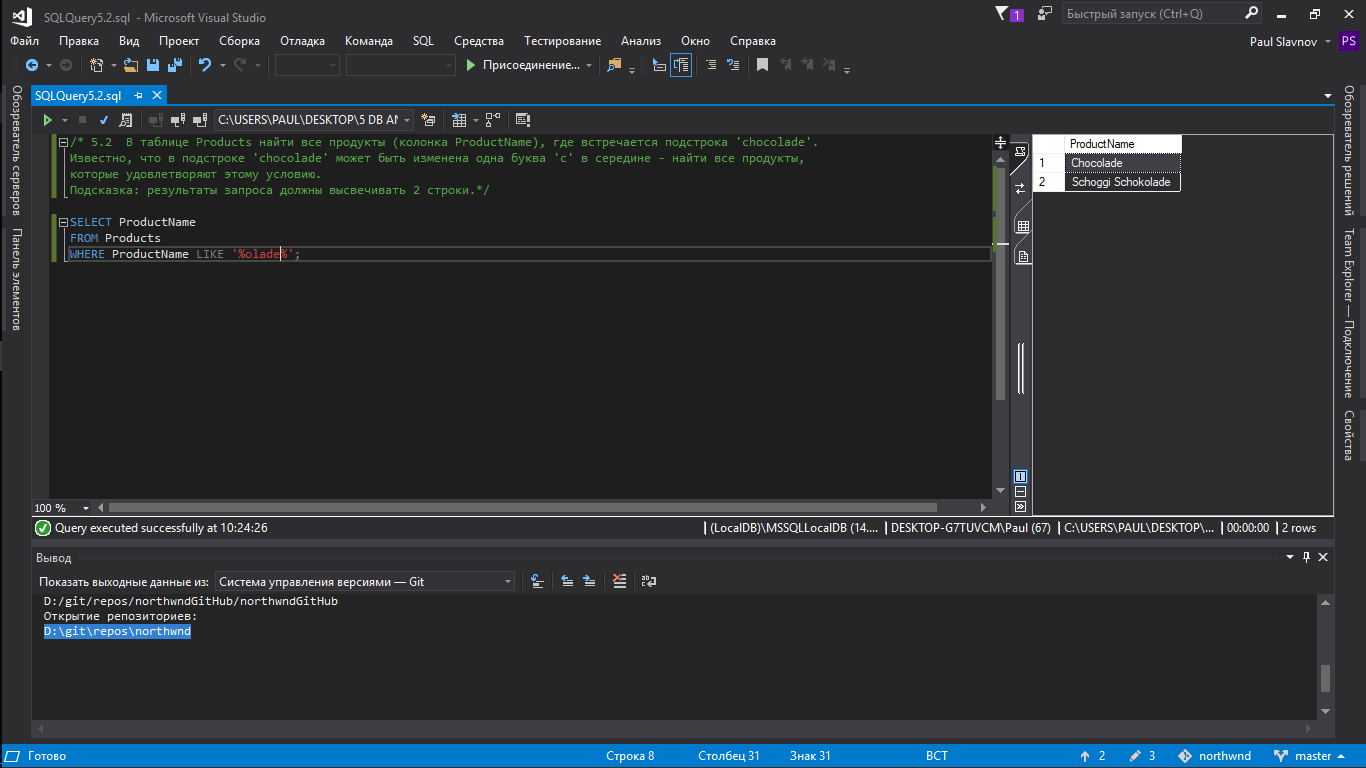 SQLQuery5.2.sql - Microsoft Visual Studio
1
Быстрый запуск (Ctrl+Q)
Файл Правка Вид Проект Сборка Отладка Команда SQL Средства Тестирование Анализ Окно Справка
Paul Slavnov PS
Присоединение...
SQLQuery5.2.sql
C:\USERS\PAUL\DESKTOP\5 DB AN
Обозреватель серверов
Панель элементов
/* 5.2 В таблице Products найти все продукты (колонка ProductName), где встречается подстрока 'chocolade'.
Известно, что в подстроке 'chocolade' может быть изменена одна буква 'c' в середине - найти все продукты,
которые удовлетворяют этому условию.
Подсказка: результаты запроса должны высвечивать 2 строки.*/
SELECT ProductName
FROM Products
WHERE ProductName LIKE '%olade%';
ProductName
1 Chocolade
2 Schoggi Schokolade
Обозреватель решений
Team Explorer — Подключение
Свойства
100 %
Query executed successfully at 10:24:26
(LocalDB)\MSSQLLocalDB (14.... DESKTOP-G7TUVCM\Paul (67) C:\USERS\PAUL\DESKTOP\... 00:00:00 2 rows
Вывод
Показать выходные данные из: Система управления версиями — Git
D:/git/repos/northwndGitHub/northwndGitHub
Открытие репозиториев:
D:\git\repos\northwnd
Готово Строка 8 Столбец 31 Знак 31 ВСТ 2 3 northwnd master